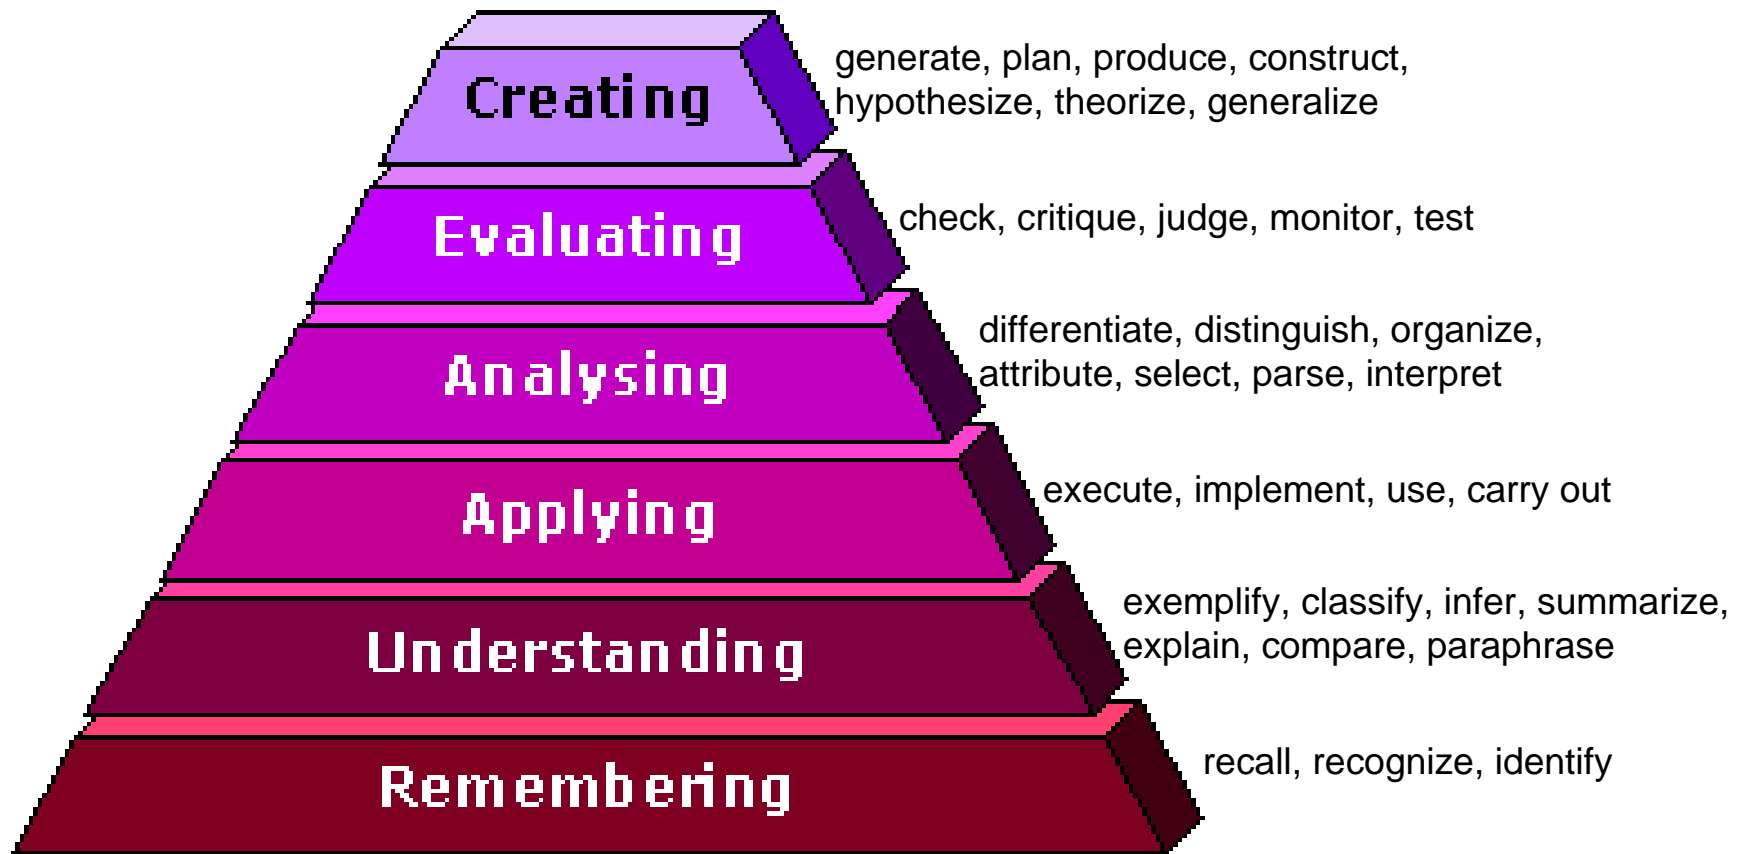 Creating
generate, plan, produce, construct,
hypothesize, theorize, generalize
Evaluating
check, critique, judge, monitor, test
Analysing
differentiate, distinguish, organize,
attribute, select, parse, interpret
Applying
execute, implement, use, carry out
Understanding
exemplify, classify, infer, summarize,
explain, compare, paraphrase
Remembering
recall, recognize, identify